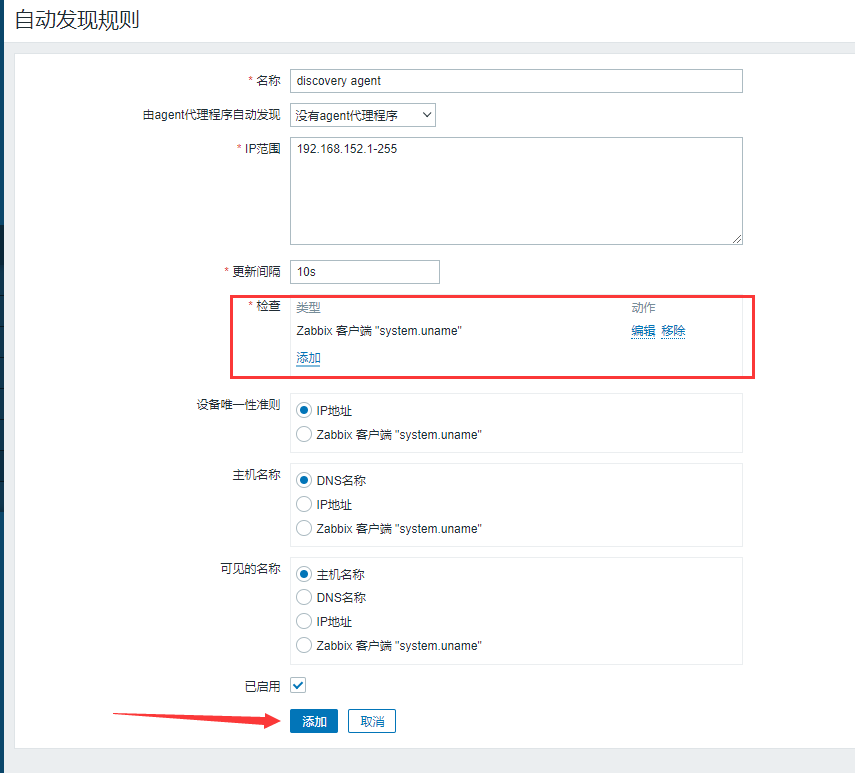 自动发现规则
* 名称 discovery agent
由agent代理程序自动发现 没有agent代理程序
* IP范围 192.168.152.1-255
* 更新间隔 10s
* 检查 类型 动作
Zabbix 客户端 "system.uname" 编辑 移除
添加
设备唯一性准则 IP地址
Zabbix 客户端 "system.uname"
主机名称 DNS名称
IP地址
Zabbix 客户端 "system.uname"
可见的名称 主机名称
DNS名称
IP地址
Zabbix 客户端 "system.uname"
已启用
添加 取消